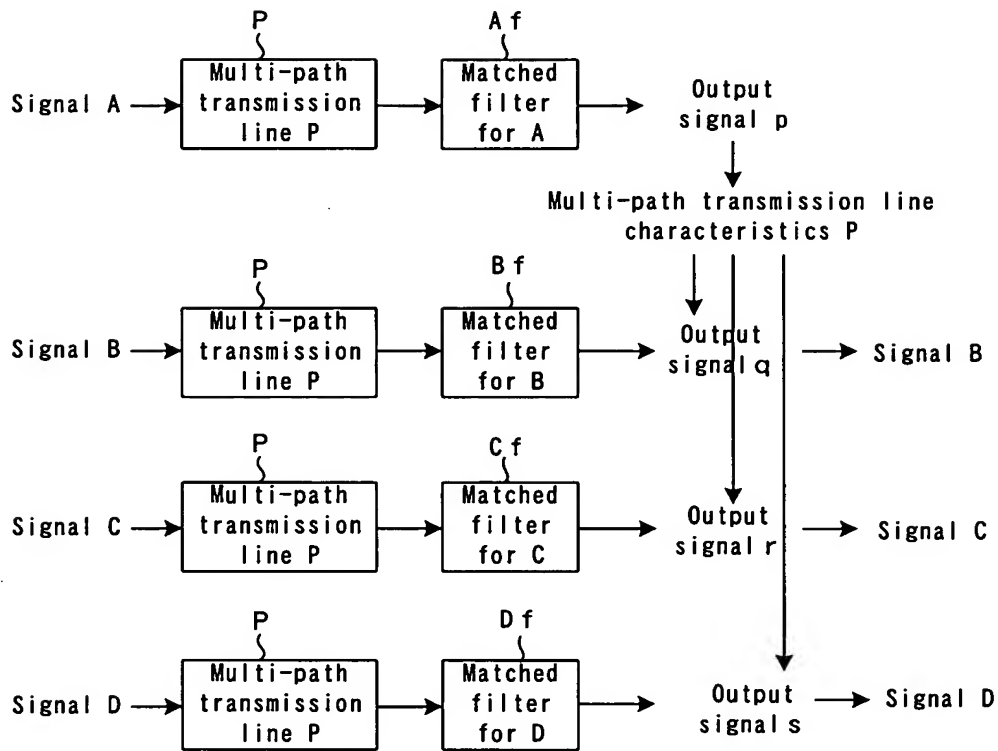 P
Af
Signal A
Multi-path
transmission
line P
Matched
filter
for A
Output
signal p
Multi-path transmission line
characteristics P
P
Bf
Signal B
Multi-path
transmission
line P
Matched
filter
for B
Output
signal q
Signal B
P
Cf
Signal C
Multi-path
transmission
line P
Matched
filter
for C
Output
signal r
Signal C
P
Df
Signal D
Multi-path
transmission
line P
Matched
filter
for D
Output
signal s
Signal D